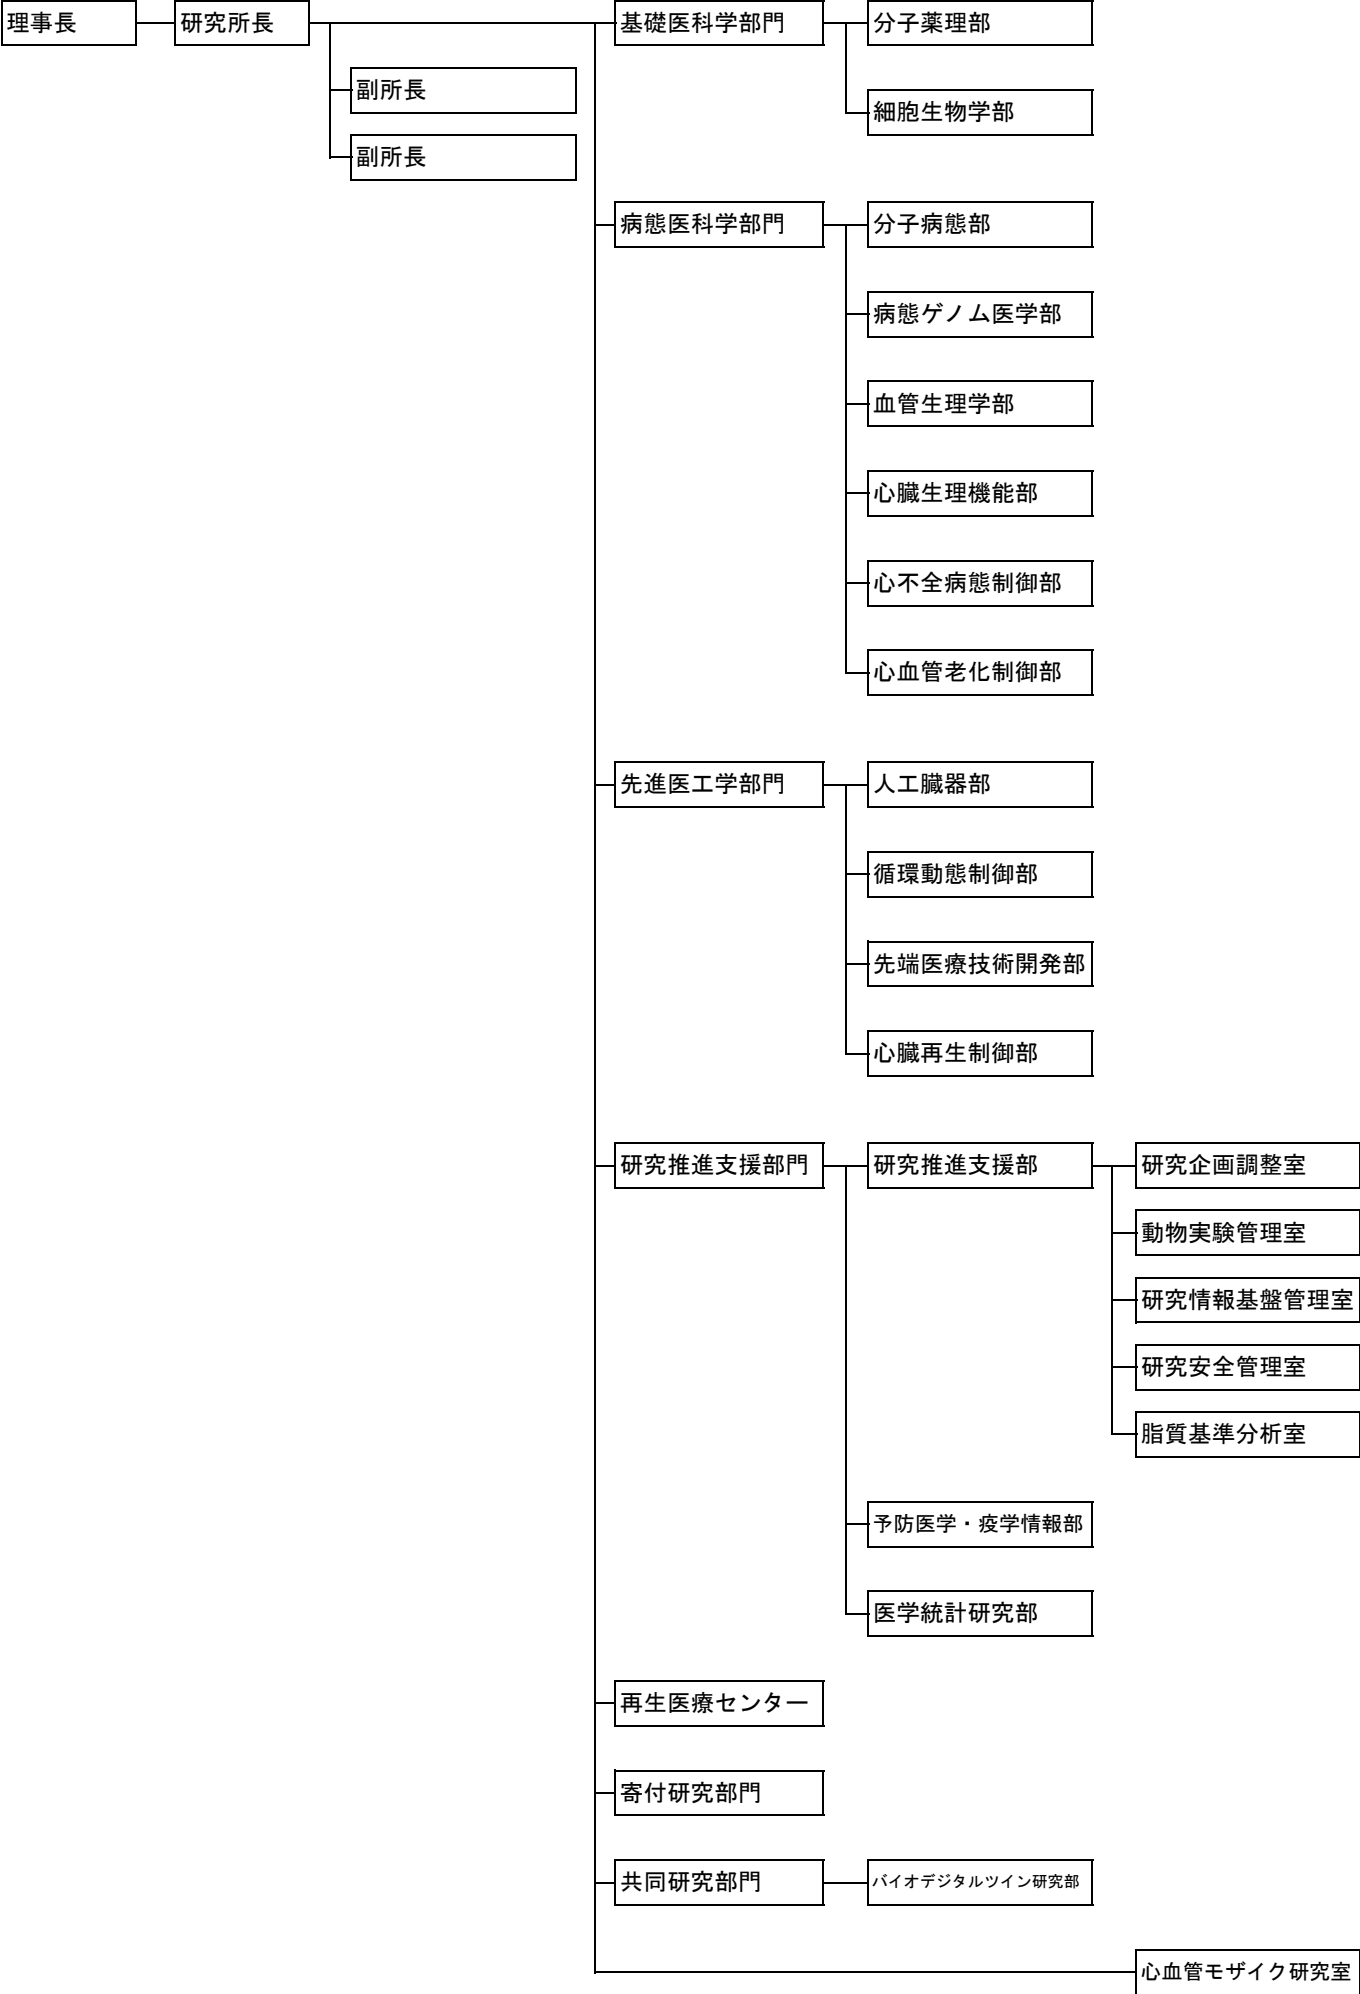 理事長
研究所長
基礎医科学部門
分子薬理部
副所長
細胞生物学部
副所長
病態医科学部門
分子病態部
病態ゲノム医学部
血管生理学部
心臓生理機能部
心不全病態制御部
心血管老化制御部
先進医工学部門
人工臓器部
循環動態制御部
先端医療技術開発部
心臓再生制御部
研究推進支援部門
研究推進支援部
研究企画調整室
動物実験管理室
研究情報基盤管理室
研究安全管理室
脂質基準分析室
予防医学・疫学情報部
医学統計研究部
再生医療センター
寄付研究部門
共同研究部門
バイオデジタルツイン研究部
心血管モザイク研究室